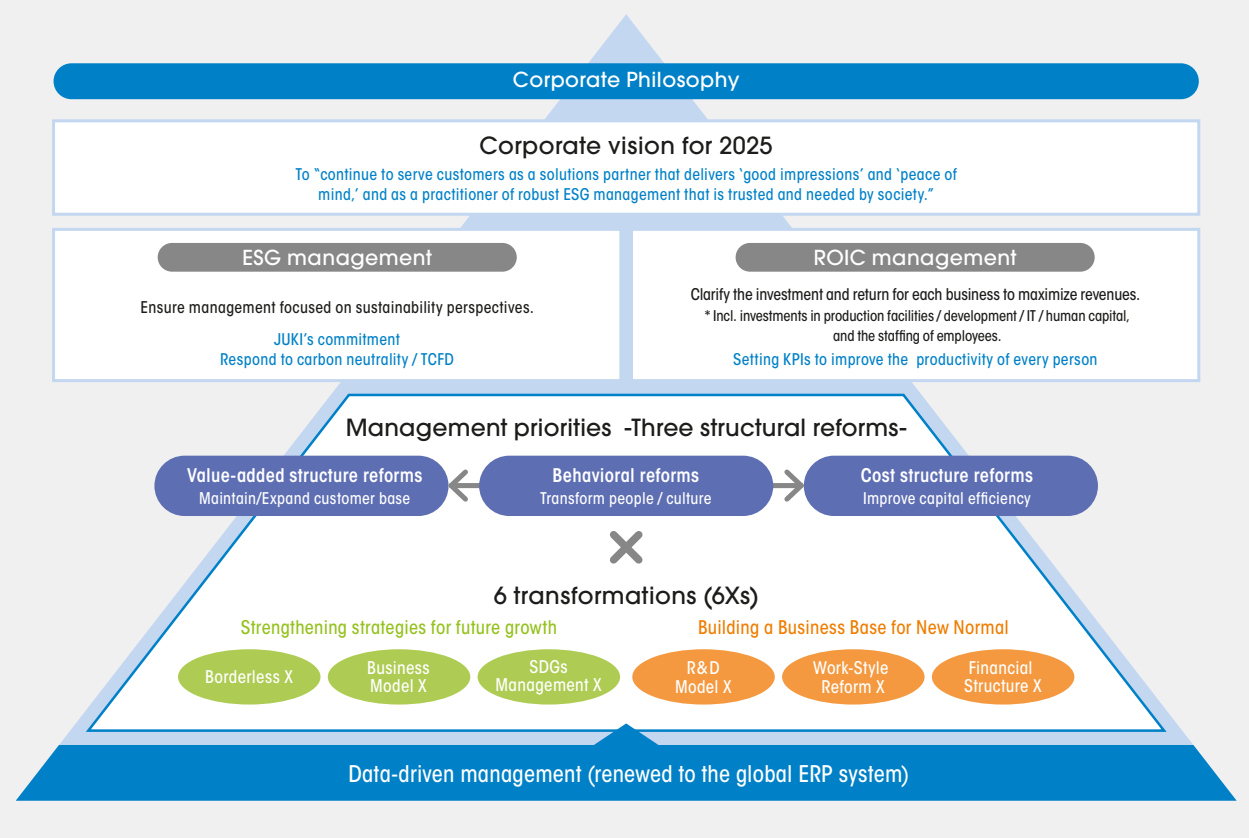 Corporate Philosophy
Corporate vision for 2025
To “continue to serve customers as a solutions partner that delivers ‘good impressions’ and ‘peace of
mind,’ and as a practitioner of robust ESG management that is trusted and needed by society.”
ESG management
Ensure management focused on sustainability perspectives.
JUKI’s commitment
Respond to carbon neutrality / TCFD
ROIC management
Clarify the investment and return for each business to maximize revenues.
* Incl. investments in production facilities / development / IT / human capital,
and the staffing of employees.
Setting KPIs to improve the productivity of every person
Management priorities -Three structural reforms-
Value-added structure reforms
Maintain/Expand customer base
Behavioral reforms
Transform people / culture
Cost structure reforms
Improve capital efficiency
6 transformations (6Xs)
Strengthening strategies for future growth
Building a Business Base for New Normal
Borderless X
Business
Model X
SDGs
Management X
R&D
Model X
Work-Style
Reform X
Financial
Structure X
Data-driven management (renewed to the global ERP system)